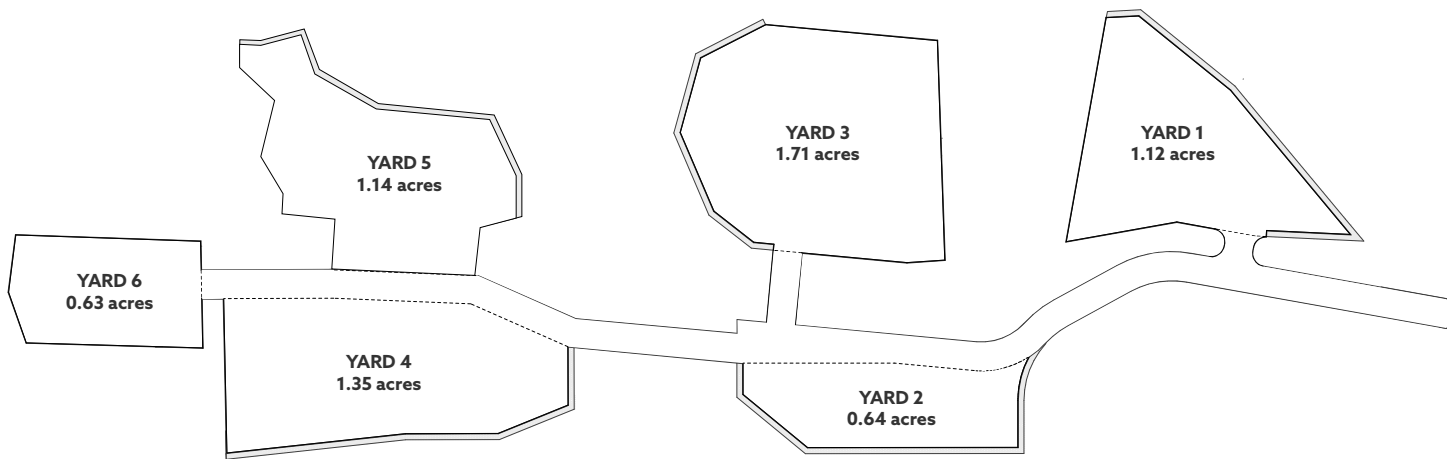 YARD 3
1.71 acres
YARD 1
1.12 acres
YARD 5
1.14 acres
YARD 6
0.63 acres
YARD 4
1.35 acres
YARD 2
0.64 acres